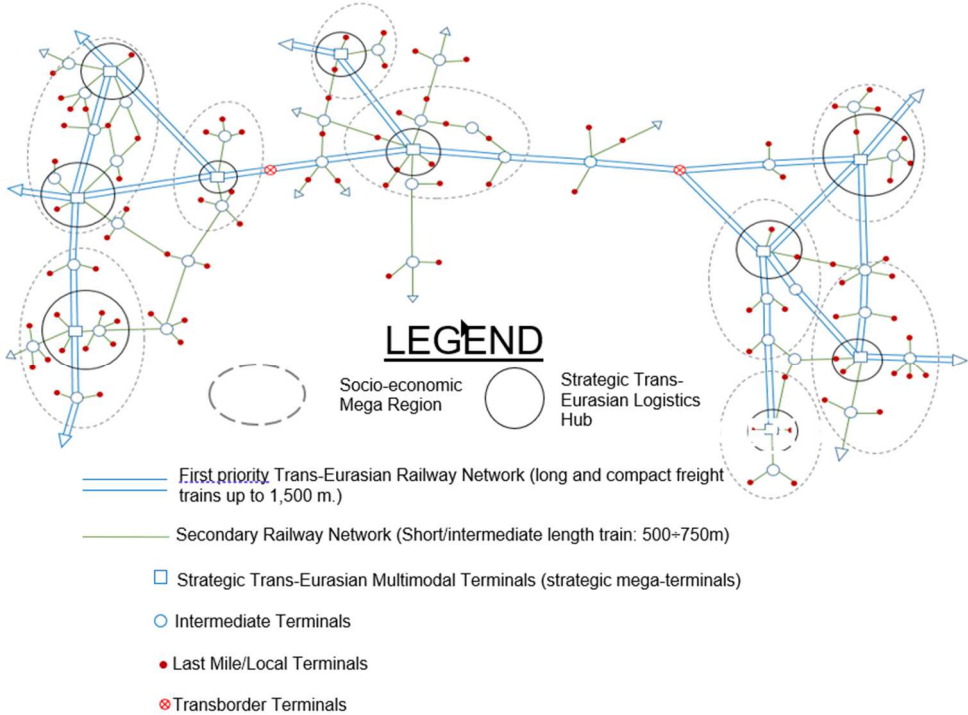 LEGEND
Socio-economic
Mega Region
Strategic Trans-
Eurasian Logistics
Hub
First priority Trans-Eurasian Railway Network (long and compact freight
trains up to 1,500 m.)
Secondary Railway Network (Short/intermediate length train: 500÷750m)
Strategic Trans-Eurasian Multimodal Terminals (strategic mega-terminals)
Intermediate Terminals
Last Mile/Local Terminals
Transborder Terminals